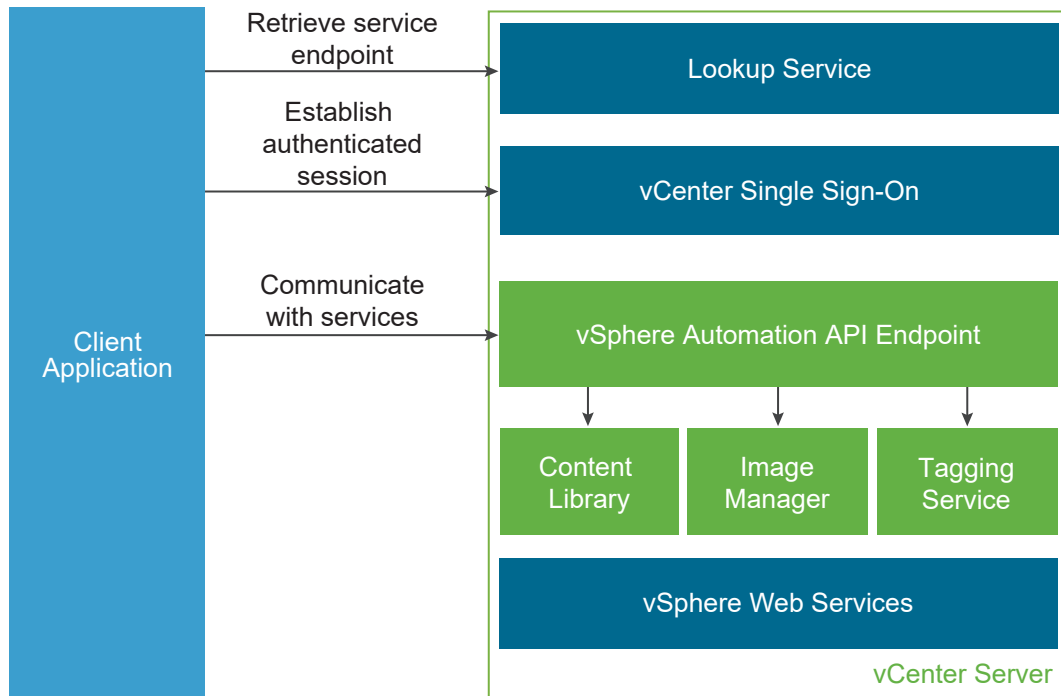 Retrieve service
endpoint
Lookup Service
Establish
authenticated
session
vCenter Single Sign-On
Communicate
with services
vSphere Automation API Endpoint
Client
Application
Content
Library
Image
Manager
Tagging
Service
vSphere Web Services
vCenter Server